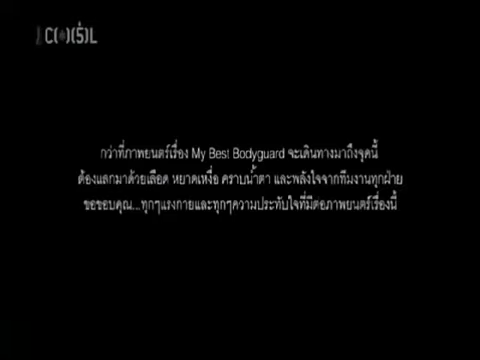 C(•)(5)L
กว่าที่ภาพยนตร์เรื่อง My Best Bodyguard จะเดินทางมาถึงจุดนี้
ต้องแลกมาด้วยเลือด หยาดเหงื่อ คราบน้ำตา และพลังใจจากทีมงานทุกฝ่าย
ขอขอบคุณ...ทุกๆแรงกายและทุกๆความประทับใจที่มีต่อภาพยนตร์เรื่องนี้